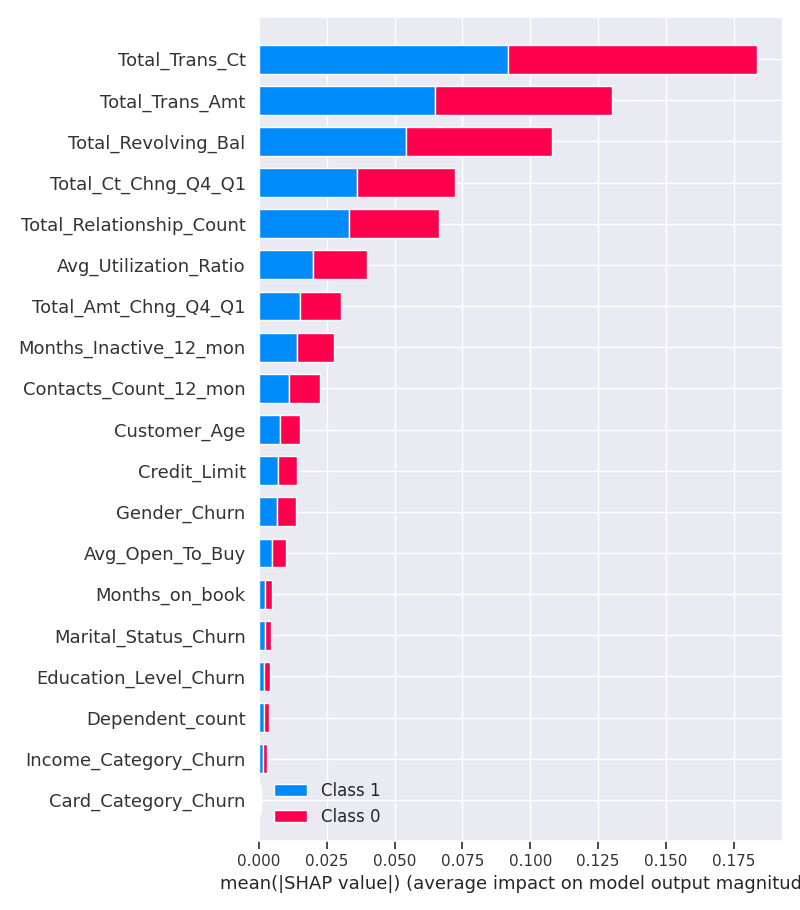 Total_Trans_Ct
Total_Trans_Amt
Total_Revolving_Bal
Total_Ct_Chng_Q4_Q1
Total_Relationship_Count
Avg_Utilization_Ratio
Total_Amt_Chng_Q4_Q1
Months_Inactive_12_mon
Contacts_Count_12_mon
Customer_Age
Credit_Limit
Gender_Churn
Avg_Open_To_Buy
Months_on_book
Marital_Status_Churn
Education_Level_Churn
Dependent_count
Income_Category_Churn
Card_Category_Churn
Class 1
Class 0
0.000 0.025 0.050 0.075 0.100 0.125 0.150 0.175
mean(|SHAP value|) (average impact on model output magnitud